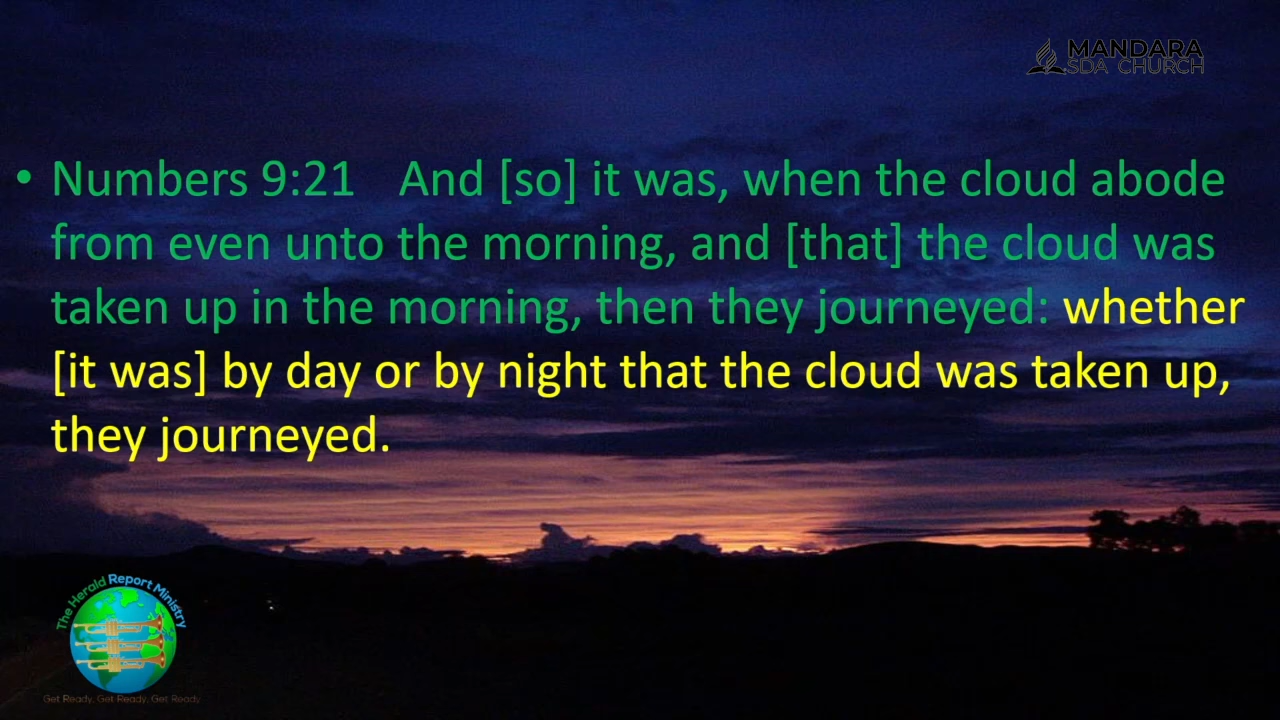 MANDARA
SDA CHURCH
• Numbers 9:21 And [so] it was, when the cloud abode
from even unto the morning, and [that] the cloud was
taken up in the morning, then they journeyed: whether
[it was] by day or by night that the cloud was taken up,
they journeyed.
The Herald Report Ministry
Get Ready, Get Ready, Get Ready